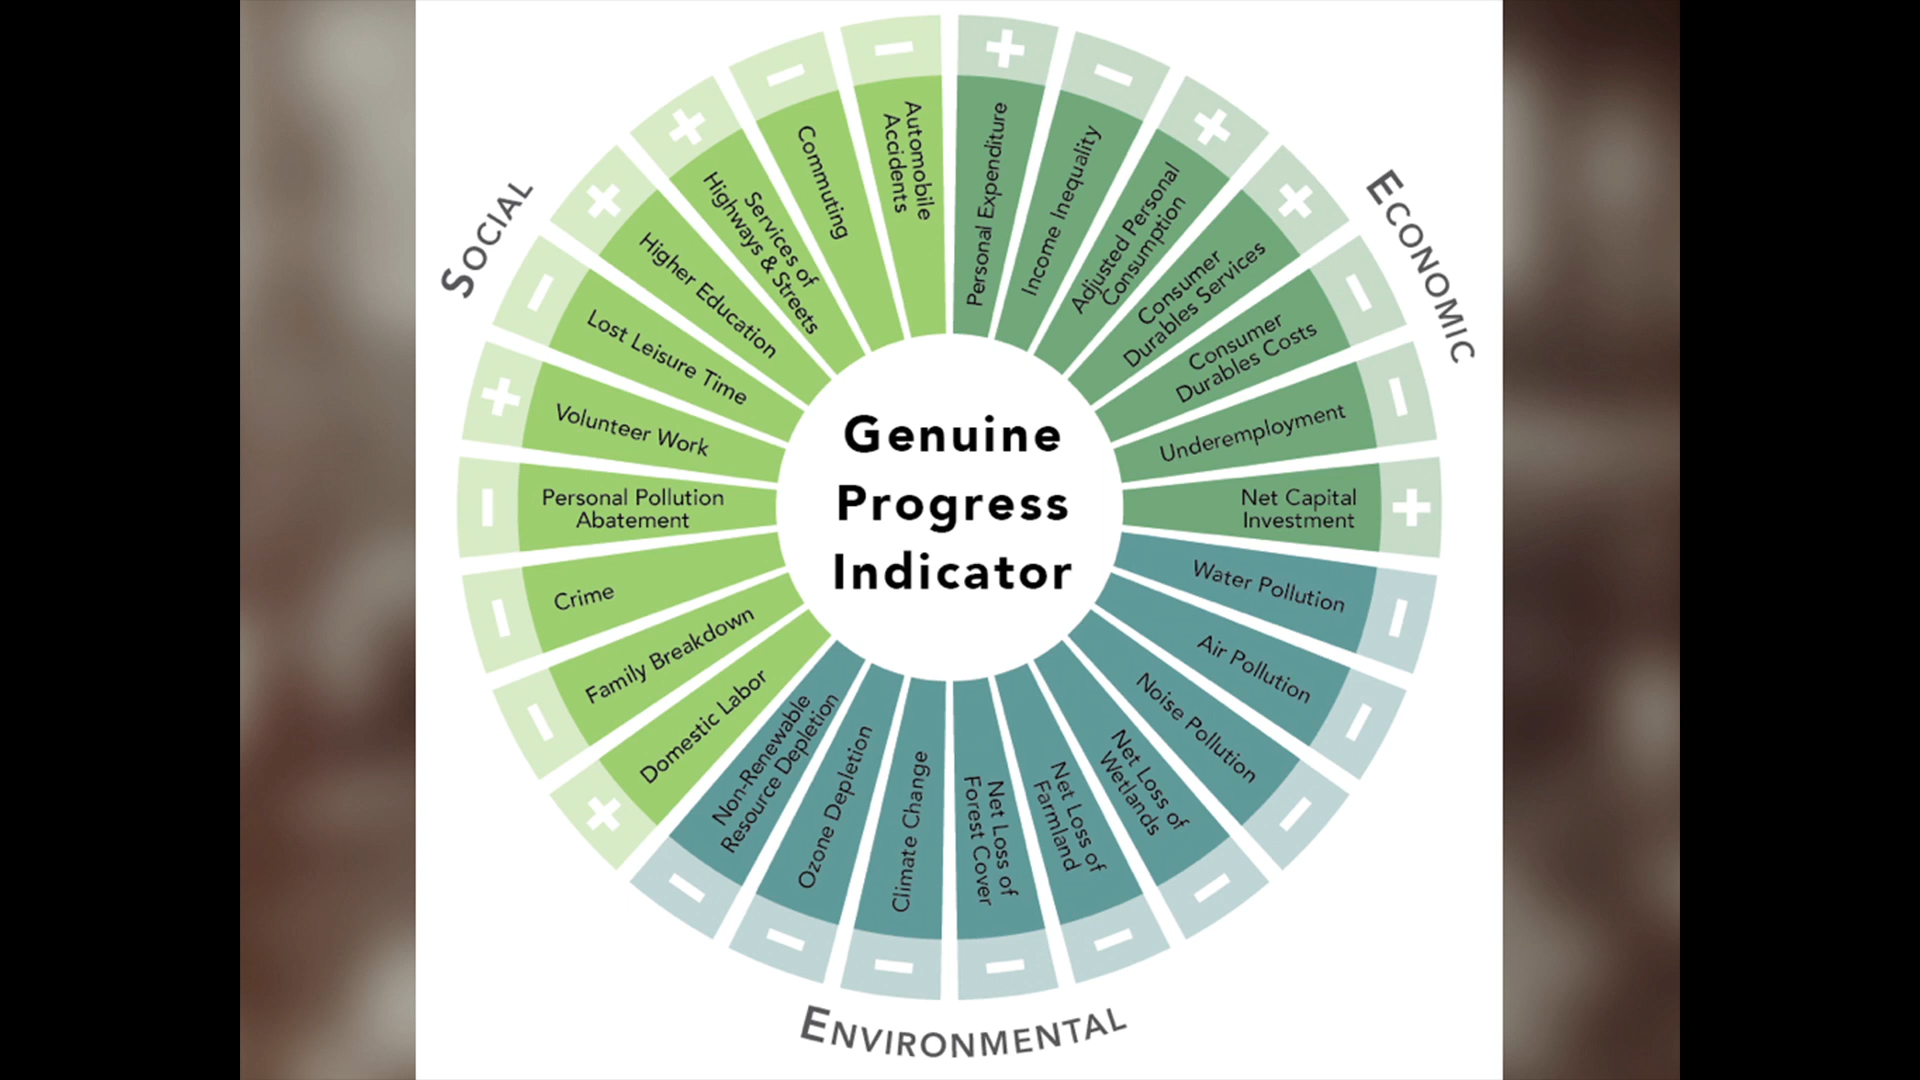 Genuine
Progress
Indicator
ECONOMIC
+
Personal Expenditure
−
Income Inequality
+
Adjusted Personal
Consumption
+
Consumer
Durables Services
−
Consumer
Durables Costs
−
Underemployment
+
Net Capital
Investment
ENVIRONMENTAL
−
Water Pollution
−
Air Pollution
−
Noise Pollution
−
Net Loss of
Wetlands
−
Net Loss of
Farmland
−
Net Loss of
Forest Cover
−
Climate Change
−
Ozone Depletion
−
Non-Renewable
Resource Depletion
SOCIAL
+
Domestic Labor
−
Family Breakdown
−
Crime
−
Personal Pollution
Abatement
+
Volunteer Work
−
Lost Leisure Time
+
Higher Education
+
Services of
Highways & Streets
−
Commuting
−
Automobile
Accidents